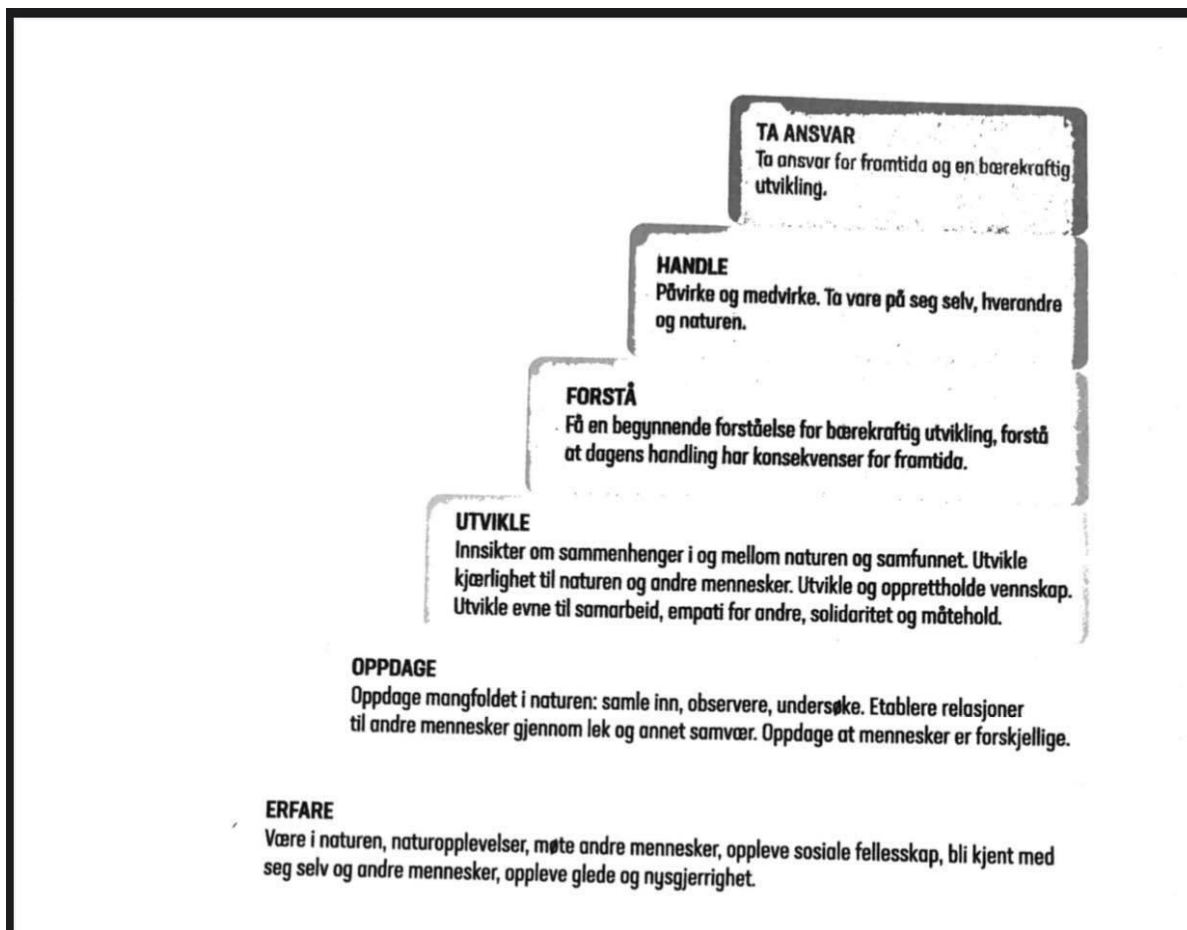 TA ANSVAR
Ta ansvar for framtida og en bærekraftig
utvikling.
HANDLE
Påvirke og medvirke. Ta vare på seg selv, hverandre
og naturen.
FORSTÅ
Få en begynnende forståelse for bærekraftig utvikling, forstå
at dagens handling har konsekvenser for framtida.
UTVIKLE
Innsikter om sammenhenger i og mellom naturen og samfunnet. Utvikle
kjærlighet til naturen og andre mennesker. Utvikle og opprettholde vennskap.
Utvikle evne til samarbeid, empati for andre, solidaritet og måtehold.
OPPDAGE
Oppdage mangfoldet i naturen: samle inn, observere, undersøke. Etablere relasjoner
til andre mennesker gjennom lek og annet samvær. Oppdage at mennesker er forskjellige.
ERFARE
Være i naturen, naturopplevelser, møte andre mennesker, oppleve sosiale fellesskap, bli kjent med
seg selv og andre mennesker, oppleve glede og nysgjerrighet.